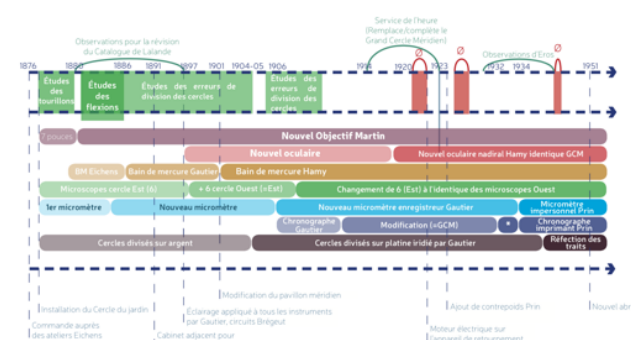 Service de l'heure
(Remplace/complète le
Grand Cercle Méridien)
Observations pour la révision
du Catalogue de Lalande
Observations d'Eros
Ø Ø Ø
1876 1880 1886 1891 1897 1901 1904-05 1906 1914 1920 1923 1932 1934 1951
Études
des
tourillons
Études
des
flexions
Études des erreurs de
division des cercles
Études des
erreurs de
division des
cercles
7 pouces Nouvel Objectif Martin
Nouvel oculaire Nouvel oculaire nadiral Hamy identique GCM
BM Eichens Bain de mercure Gautier Bain de mercure Hamy
Microscopes cercle Est (6) + 6 cercle Ouest (=Est) Changement de 6 (Est) à l'identique des microscopes Ouest
1er micromètre Nouveau micromètre Nouveau micromètre enregistreur Gautier Micromètre
impersonnel Prin
Chronographe
Gautier Modification (=GCM) * Chronographe
imprimant Prin
Cercles divisés sur argent Cercles divisés sur platine iridié par Gautier Réfection des
traits
Modification du pavillon méridien
Installation du Cercle du jardin
Éclairage appliqué à tous les instruments
par Gautier, circuits Bréguet
Ajout de contrepoids Prin
Nouvel abr
Commande auprès
des ateliers Eichens
Cabinet adjacent pour
Moteur électrique sur
l'appareil de retournement